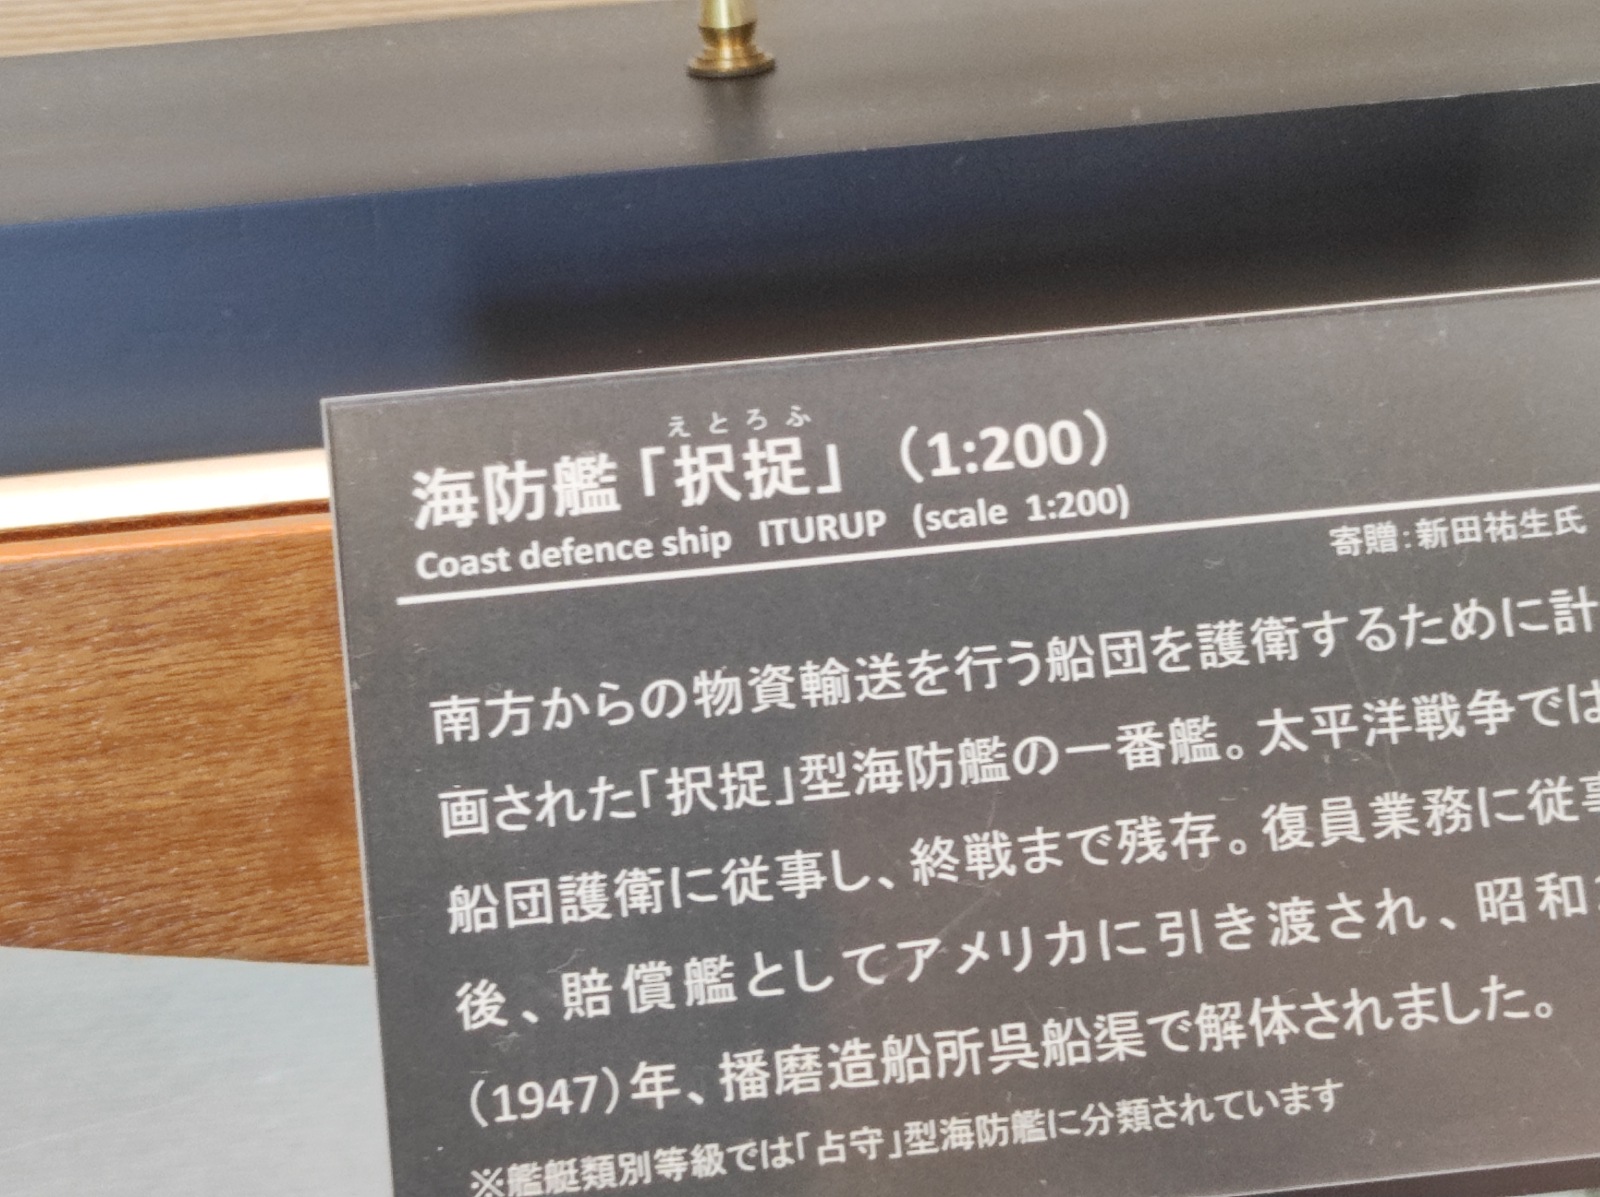 えとろふ
海防艦「択捉」（1:200）
Coast defence ship ITURUP (scale 1:200)
寄贈：新田祐生氏
南方からの物資輸送を行う船団を護衛するために計
画された「択捉」型海防艦の一番艦。太平洋戦争では
船団護衛に従事し、終戦まで残存。復員業務に従事
後、賠償艦としてアメリカに引き渡され、昭和
（1947）年、播磨造船所呉船渠で解体されました。
※艦艇類別等級では「占守」型海防艦に分類されています